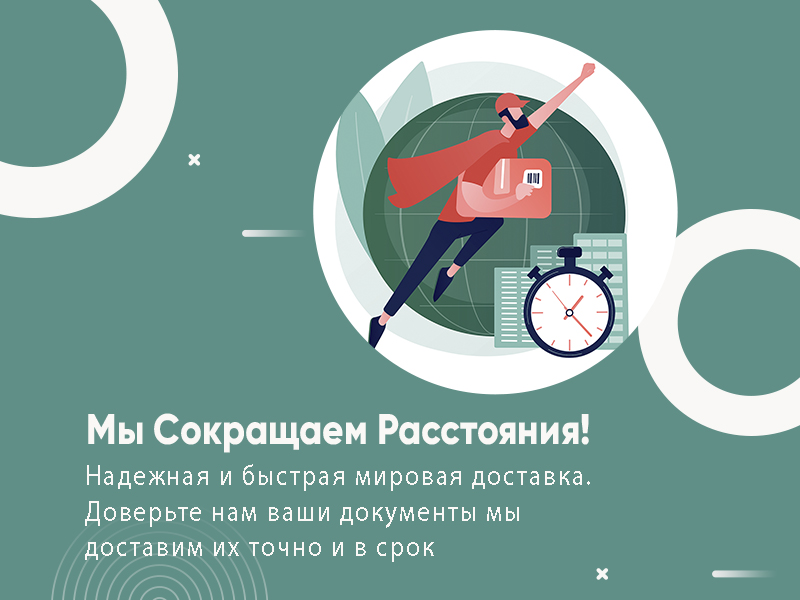 Мы Сокращаем Расстояния!
Надежная и быстрая мировая доставка.
Доверьте нам ваши документы мы
доставим их точно и в срок